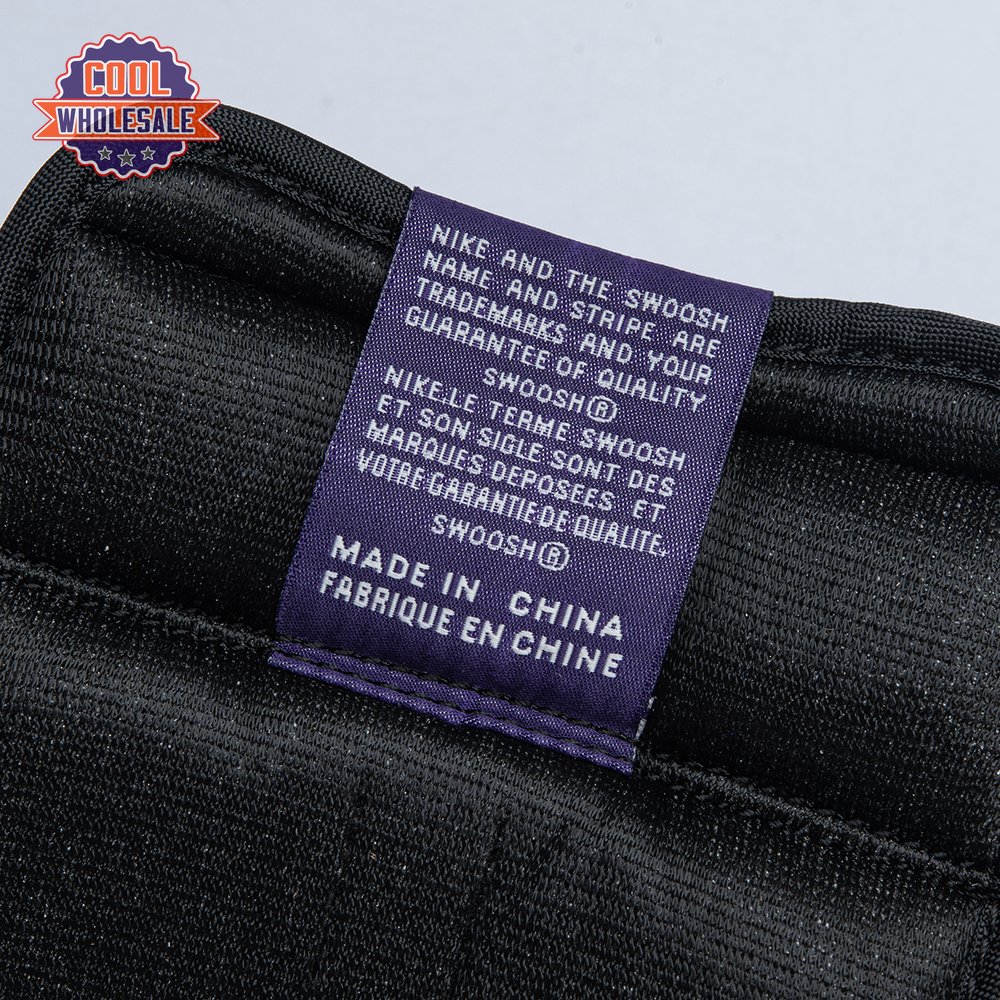 COOL
WHOLESALE
NIKE AND THE SWOOSH
NAME AND STRIPE ARE
TRADEMARKS AND YOUR
GUARANTEE OF QUALITY
SWOOSH®
NIKE.LE TERME SWOOSH
ET SON SIGLE SONT DES
MARQUES DEPOSEES ET
VOTRE GARANTIE DE QUALITE.
SWOOSH®
MADE IN CHINA
FABRIQUE EN CHINE